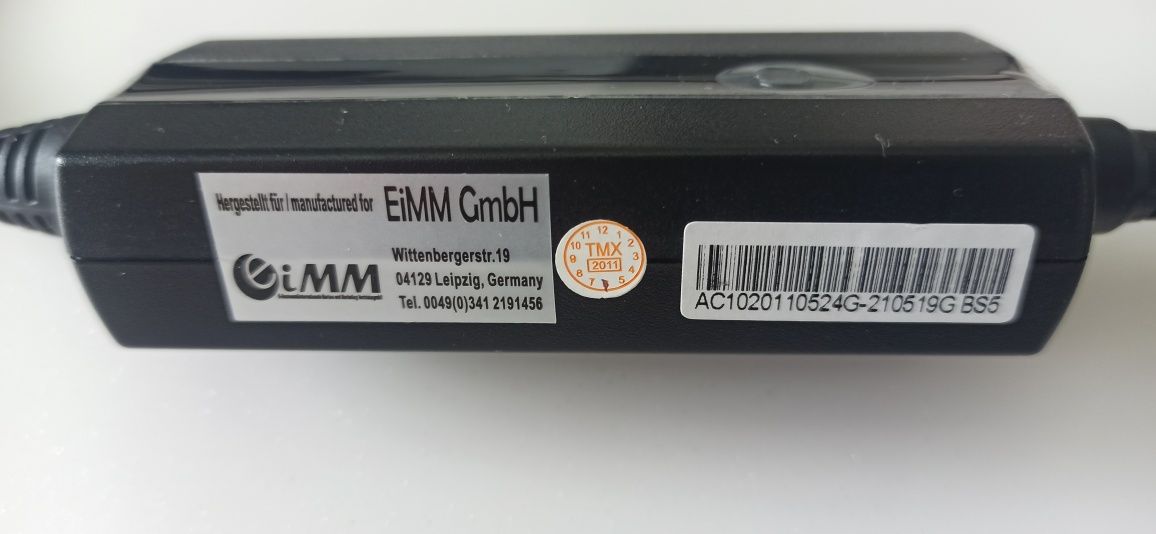 Hergestellt für / manufactured for EiMM GmbH
eiMM
Wittenbergerstr.19
04129 Leipzig, Germany
Tel. 0049(0)341 2191456
11 12 1
10 2
9 3
8 4
7 5
TMX
2011
AC1020110524G-210519G BS5